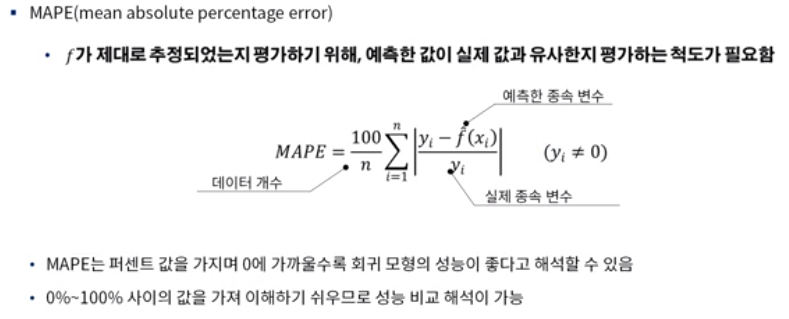 ▪ MAPE(mean absolute percentage error)
• f가 제대로 추정되었는지 평가하기 위해, 예측한 값이 실제 값과 유사한지 평가하는 척도가 필요함
예측한 종속 변수
MAPE = \frac{100}{n} \sum_{i=1}^{n} \left| \frac{y_i - \hat{f}(x_i)}{y_i} \right| (y_i ≠ 0)
데이터 개수
실제 종속 변수
• MAPE는 퍼센트 값을 가지며 0에 가까울수록 회귀 모형의 성능이 좋다고 해석할 수 있음
• 0%~100% 사이의 값을 가져 이해하기 쉬우므로 성능 비교 해석이 가능